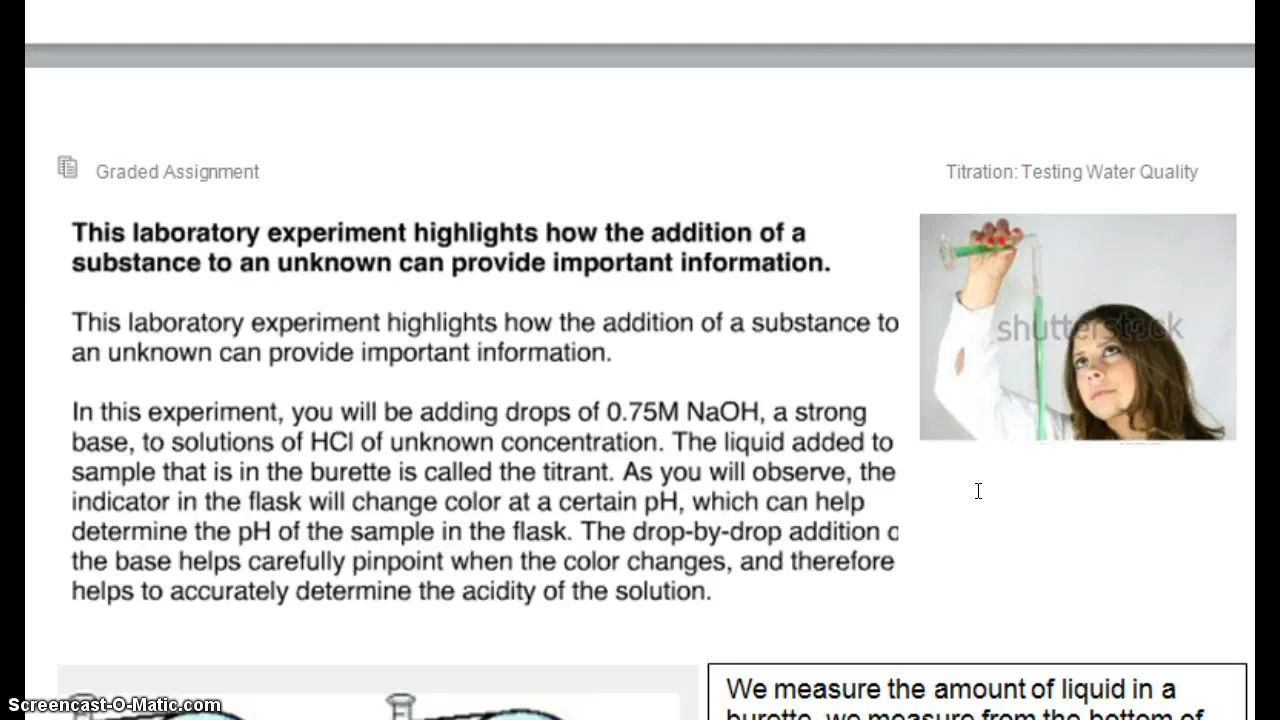 Graded Assignment
Titration: Testing Water Quality
This laboratory experiment highlights how the addition of a
substance to an unknown can provide important information.
This laboratory experiment highlights how the addition of a substance to
an unknown can provide important information.
In this experiment, you will be adding drops of 0.75M NaOH, a strong
base, to solutions of HCl of unknown concentration. The liquid added to
sample that is in the burette is called the titrant. As you will observe, the
indicator in the flask will change color at a certain pH, which can help
determine the pH of the sample in the flask. The drop-by-drop addition
the base helps carefully pinpoint when the color changes, and therefore
helps to accurately determine the acidity of the solution.
shutterstock
We measure the amount of liquid in a
burette, we measure from the bottom of
Screencast-O-Matic.com